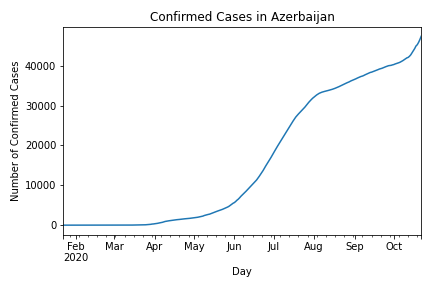 Confirmed Cases in Azerbaijan
Number of Confirmed Cases
40000
30000
20000
10000
0
Feb Mar Apr May Jun Jul Aug Sep Oct
2020
Day